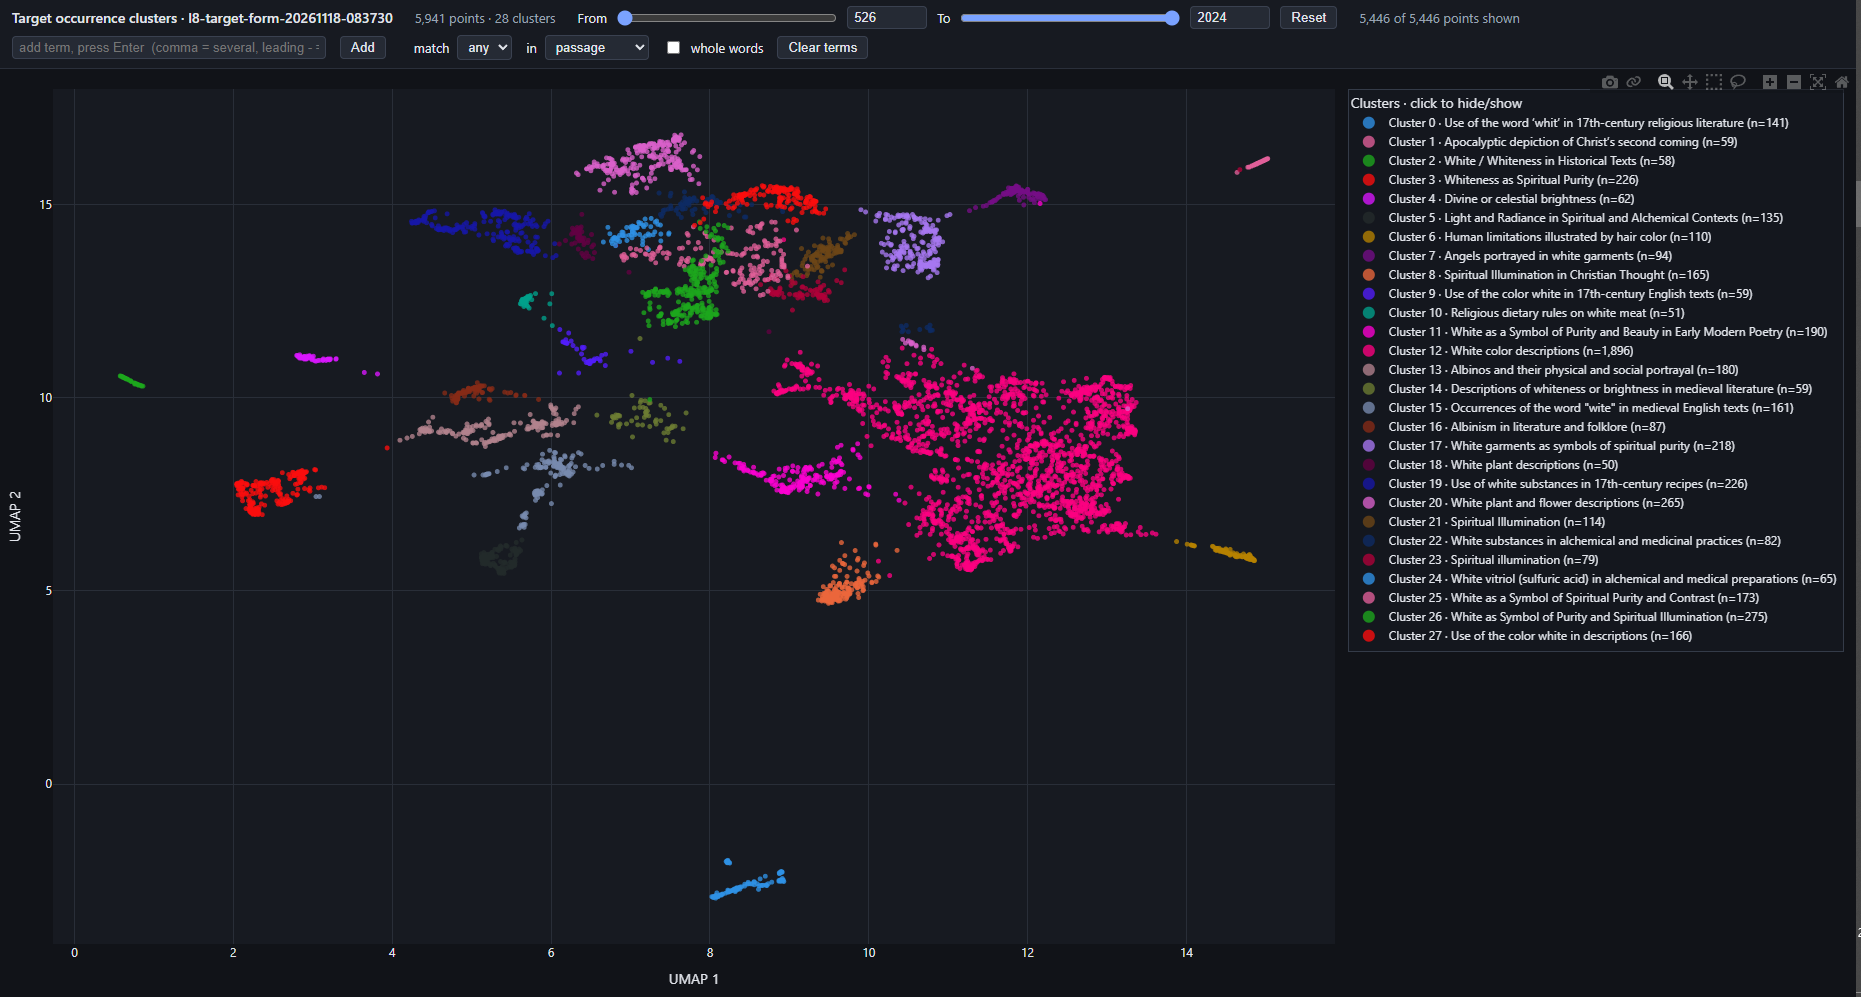 Target occurrence clusters · l8-target-form-20261118-083730 5,941 points · 28 clusters From 526 To 2024 Reset 5,446 of 5,446 points shown
add term, press Enter (comma = several, leading - = Add match any in passage whole words Clear terms
Clusters · click to hide/show
Cluster 0 · Use of the word ‘whit’ in 17th-century religious literature (n=141)
Cluster 1 · Apocalyptic depiction of Christ’s second coming (n=59)
Cluster 2 · White / Whiteness in Historical Texts (n=58)
Cluster 3 · Whiteness as Spiritual Purity (n=226)
Cluster 4 · Divine or celestial brightness (n=62)
Cluster 5 · Light and Radiance in Spiritual and Alchemical Contexts (n=135)
Cluster 6 · Human limitations illustrated by hair color (n=110)
Cluster 7 · Angels portrayed in white garments (n=94)
Cluster 8 · Spiritual Illumination in Christian Thought (n=165)
Cluster 9 · Use of the color white in 17th-century English texts (n=59)
Cluster 10 · Religious dietary rules on white meat (n=51)
Cluster 11 · White as a Symbol of Purity and Beauty in Early Modern Poetry (n=190)
Cluster 12 · White color descriptions (n=1,896)
Cluster 13 · Albinos and their physical and social portrayal (n=180)
Cluster 14 · Descriptions of whiteness or brightness in medieval literature (n=59)
Cluster 15 · Occurrences of the word "wite" in medieval English texts (n=161)
Cluster 16 · Albinism in literature and folklore (n=87)
Cluster 17 · White garments as symbols of spiritual purity (n=218)
Cluster 18 · White plant descriptions (n=50)
Cluster 19 · Use of white substances in 17th-century recipes (n=226)
Cluster 20 · White plant and flower descriptions (n=265)
Cluster 21 · Spiritual Illumination (n=114)
Cluster 22 · White substances in alchemical and medicinal practices (n=82)
Cluster 23 · Spiritual illumination (n=79)
Cluster 24 · White vitriol (sulfuric acid) in alchemical and medical preparations (n=65)
Cluster 25 · White as a Symbol of Spiritual Purity and Contrast (n=173)
Cluster 26 · White as Symbol of Purity and Spiritual Illumination (n=275)
Cluster 27 · Use of the color white in descriptions (n=166)
15
10
5
0
UMAP 2
0 2 4 6 8 10 12 14
UMAP 1